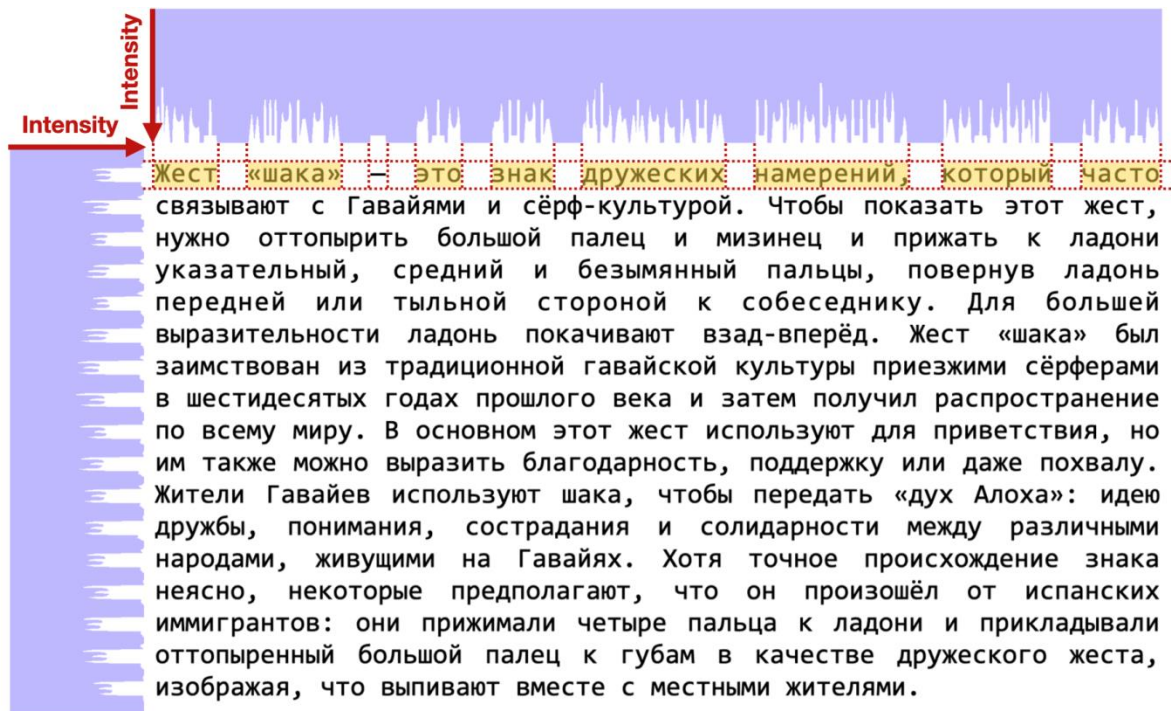 Intensity
Intensity
Жест «шака» — это знак дружеских намерений, который часто
связывают с Гавайями и сёрф-культурой. Чтобы показать этот жест,
нужно оттопырить большой палец и мизинец и прижать к ладони
указательный, средний и безымянный пальцы, повернув ладонь
передней или тыльной стороной к собеседнику. Для большей
выразительности ладонь покачивают взад-вперёд. Жест «шака» был
заимствован из традиционной гавайской культуры приезжими сёрферами
в шестидесятых годах прошлого века и затем получил распространение
по всему миру. В основном этот жест используют для приветствия, но
им также можно выразить благодарность, поддержку или даже похвалу.
Жители Гавайев используют шака, чтобы передать «дух Алоха»: идею
дружбы, понимания, сострадания и солидарности между различными
народами, живущими на Гавайях. Хотя точное происхождение знака
неясно, некоторые предполагают, что он произошёл от испанских
иммигрантов: они прижимали четыре пальца к ладони и прикладывали
оттопыренный большой палец к губам в качестве дружеского жеста,
изображая, что выпивают вместе с местными жителями.